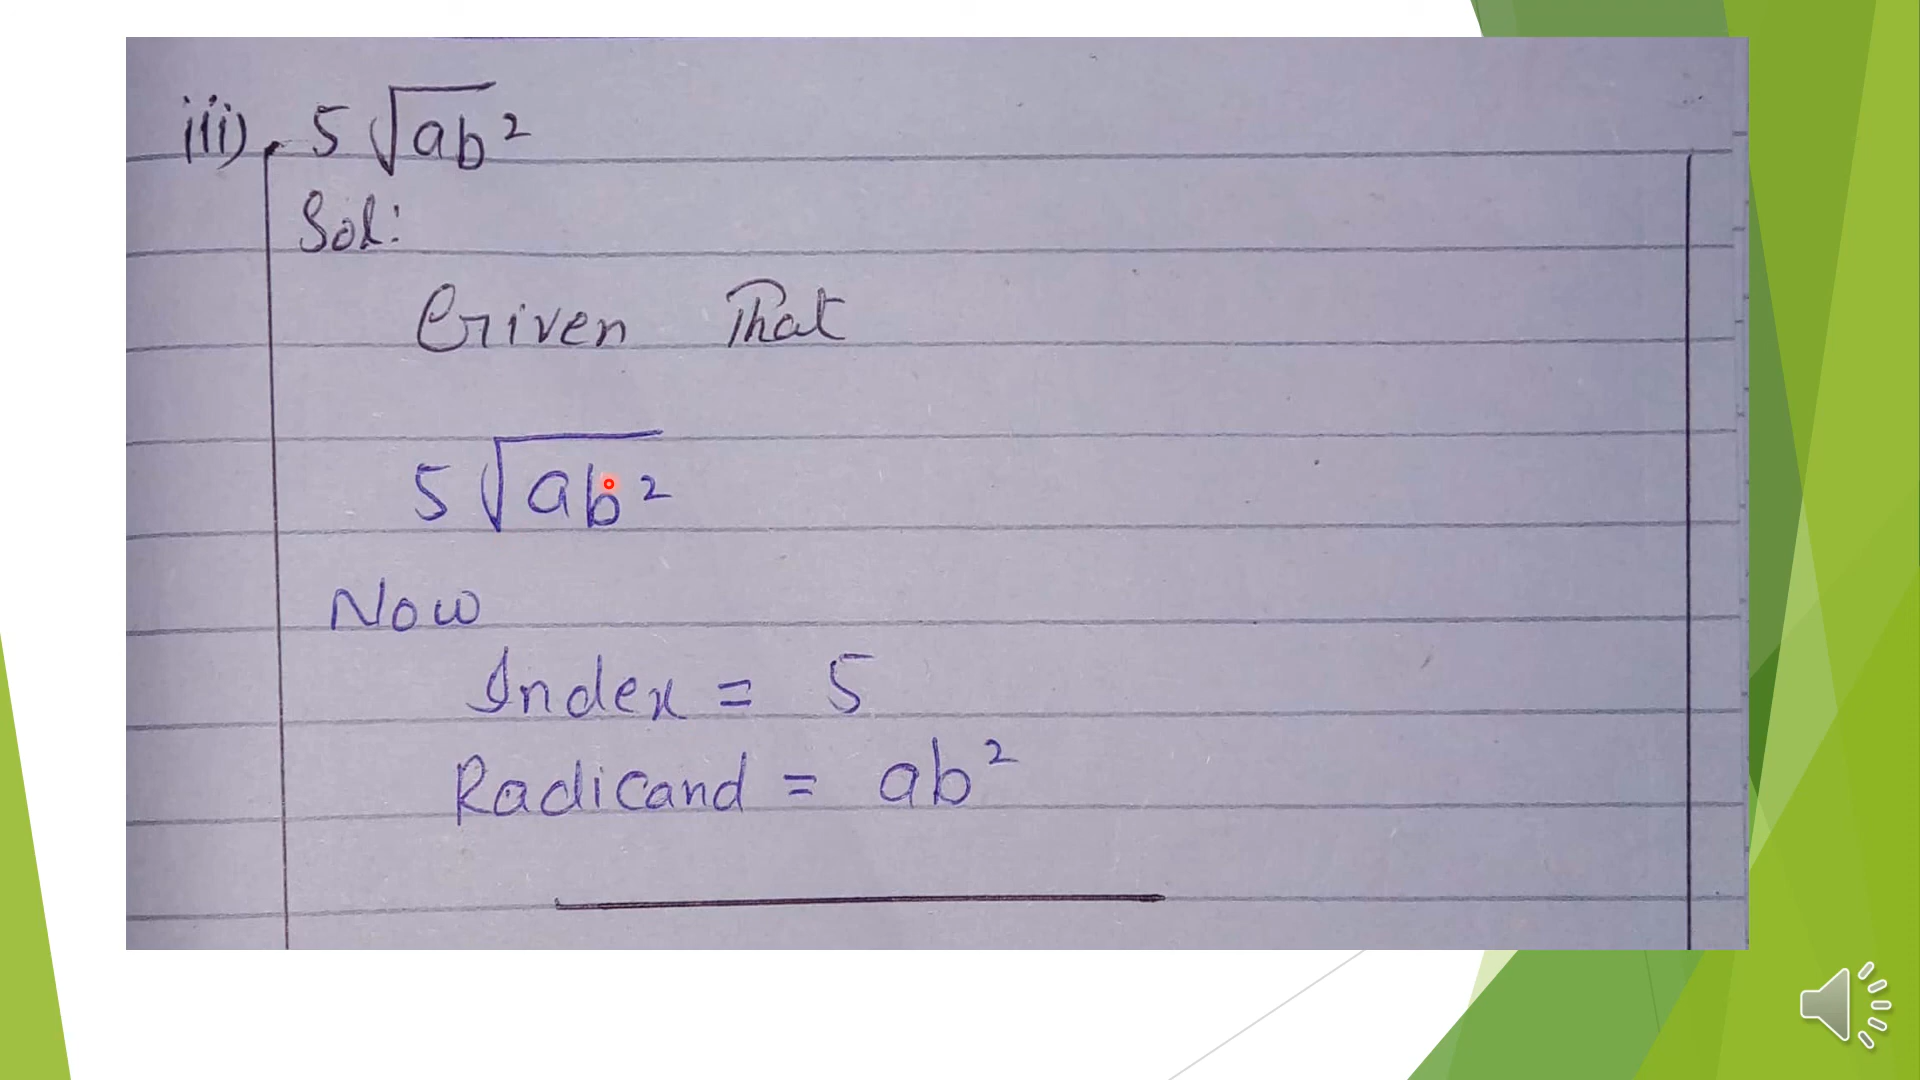 iii). 5√ab²
Sol:
Given That
5√ab²
Now
Index = 5
Radicand = ab²